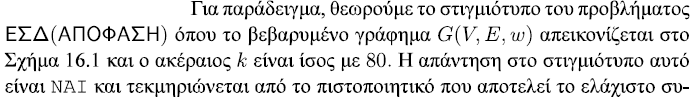 Για παράδειγμα, θεωρούμε το στιγμιότυπο του προβλήματος
ΕΣΔ(ΑΠΟΦΑΣΗ) όπου το βεβαρυμένο γράφημα G(V, E, w) απεικονίζεται στο
Σχήμα 16.1 και ο ακέραιος k είναι ίσος με 80. Η απάντηση στο στιγμιότυπο αυτό
είναι ΝΑΙ και τεκμηριώνεται από το πιστοποιητικό που αποτελεί το ελάχιστο συ-